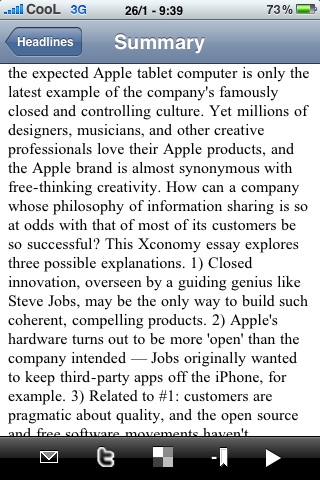 CooL 3G 26/1 - 9:39 73%
Headlines Summary
the expected Apple tablet computer is only the
latest example of the company's famously
closed and controlling culture. Yet millions of
designers, musicians, and other creative
professionals love their Apple products, and
the Apple brand is almost synonymous with
free-thinking creativity. How can a company
whose philosophy of information sharing is so
at odds with that of most of its customers be
so successful? This Xconomy essay explores
three possible explanations. 1) Closed
innovation, overseen by a guiding genius like
Steve Jobs, may be the only way to build such
coherent, compelling products. 2) Apple's
hardware turns out to be more 'open' than the
company intended — Jobs originally wanted
to keep third-party apps off the iPhone, for
example. 3) Related to #1: customers are
pragmatic about quality, and the open source
and free software movements haven't